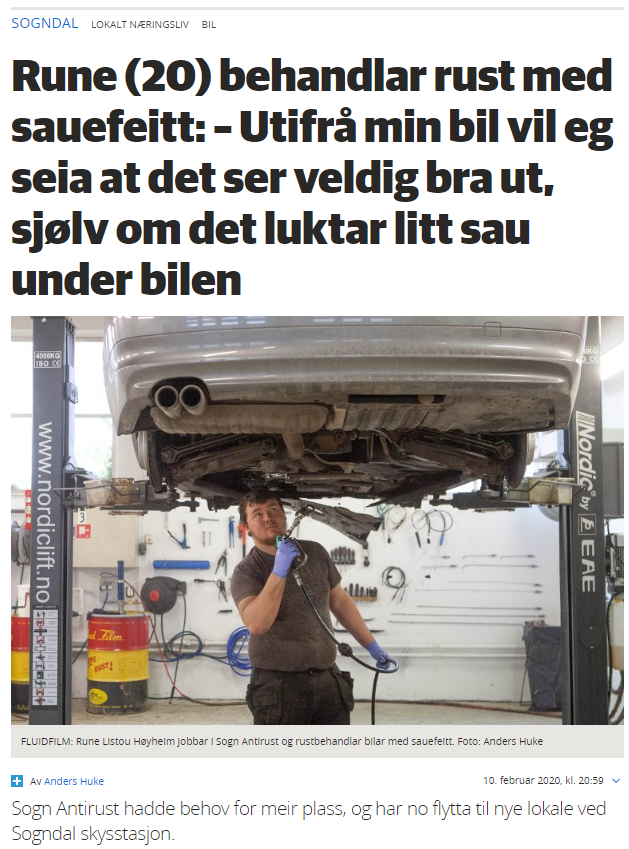 SOGNDAL LOKALT NÆRINGSLIV BIL
Rune (20) behandlar rust med
sauefeitt: – Utifrå min bil vil eg
seia at det ser veldig bra ut,
sjølv om det luktar litt sau
under bilen
4000KG
ISO CE
www.nordiclift.no
Nordic by EAE
Film
RUST!
FLUIDFILM: Rune Listou Høyheim jobbar i Sogn Antirust og rustbehandlar bilar med sauefeitt. Foto: Anders Huke
Av Anders Huke
10. februar 2020, kl. 20:59
Sogn Antirust hadde behov for meir plass, og har no flytta til nye lokale ved
Sogndal skysstasjon.